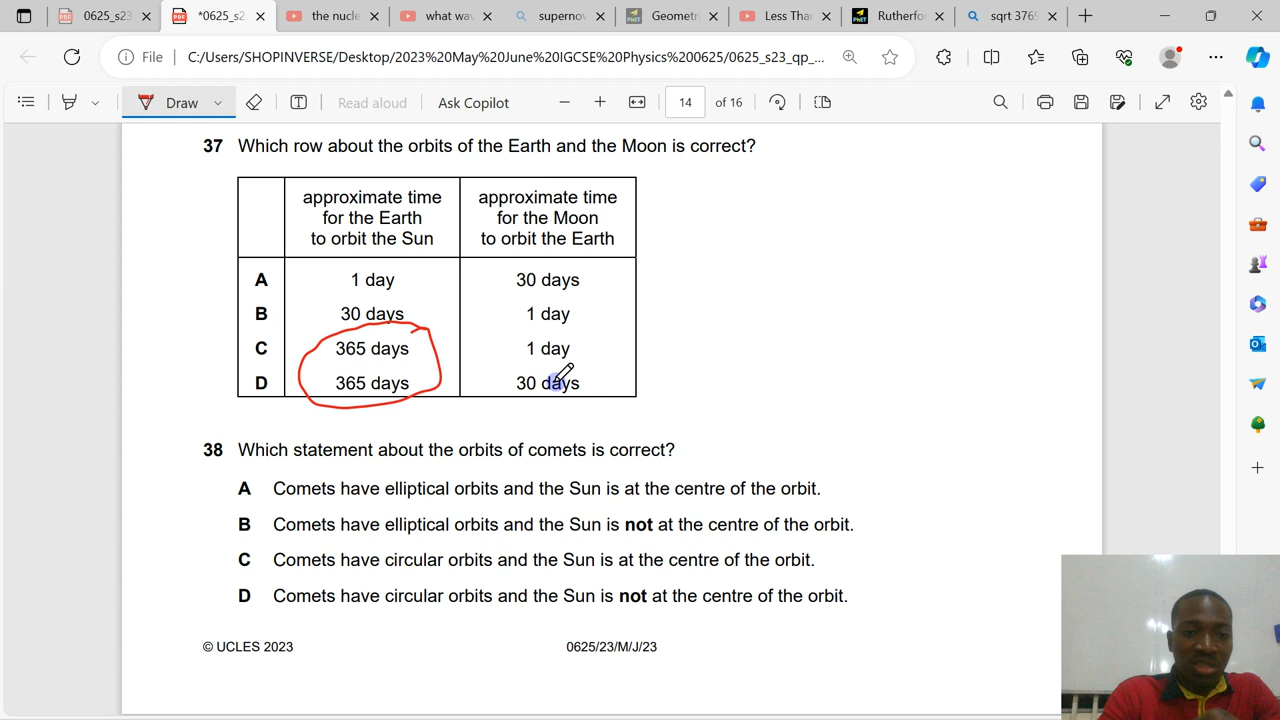 0625_s23
*0625_s2
the nucle
what wav
supernov
Geometr
Less Tha
Rutherfo
sqrt 3765
File
C:/Users/SHOPINVERSE/Desktop/2023%20May%20June%20IGCSE%20Physics%200625/0625_s23_qp_...
Draw
Read aloud
Ask Copilot
14
of 16
37 Which row about the orbits of the Earth and the Moon is correct?
approximate time for the Earth to orbit the Sun
approximate time for the Moon to orbit the Earth
A 1 day 30 days
B 30 days 1 day
C 365 days 1 day
D 365 days 30 days
38 Which statement about the orbits of comets is correct?
A Comets have elliptical orbits and the Sun is at the centre of the orbit.
B Comets have elliptical orbits and the Sun is not at the centre of the orbit.
C Comets have circular orbits and the Sun is at the centre of the orbit.
D Comets have circular orbits and the Sun is not at the centre of the orbit.
© UCLES 2023
0625/23/M/J/23